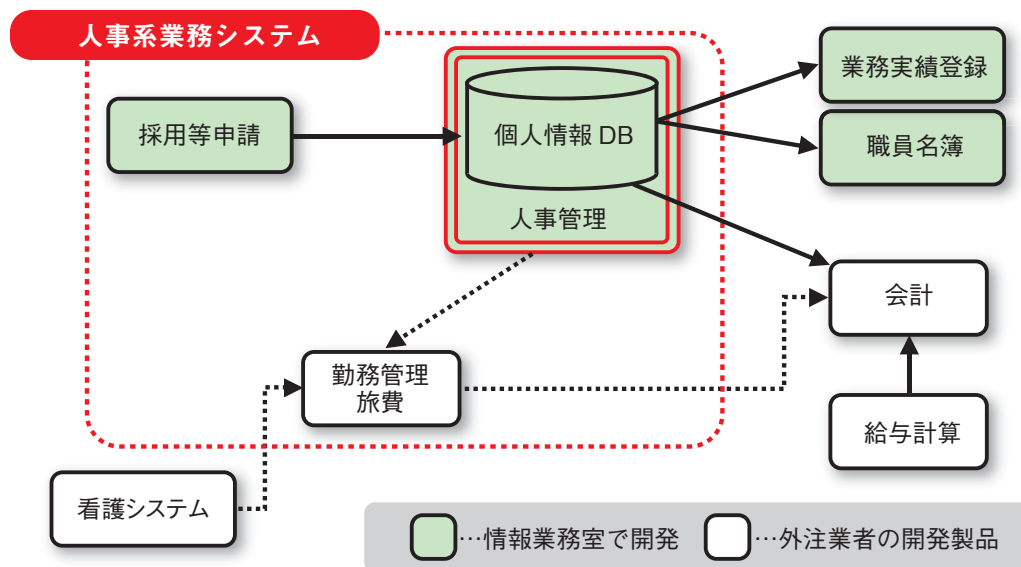 人事系業務システム
採用等申請
個人情報 DB
人事管理
業務実績登録
職員名簿
会計
勤務管理
旅費
給与計算
看護システム
…情報業務室で開発
…外注業者の開発製品